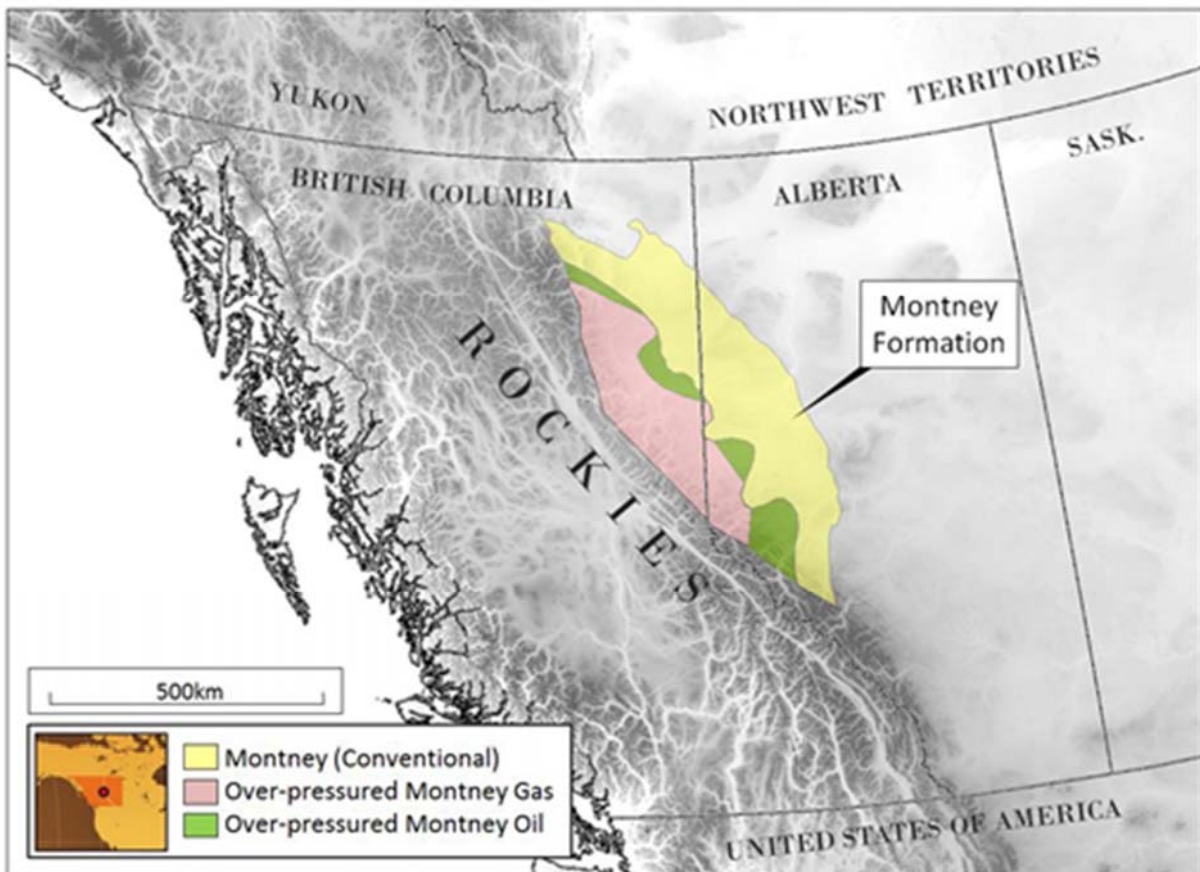 YUKON
NORTHWEST TERRITORIES
SASK.
BRITISH COLUMBIA
ALBERTA
Montney
Formation
ROCKIES
500km
Montney (Conventional)
Over-pressured Montney Gas
Over-pressured Montney Oil
UNITED STATES OF AMERICA